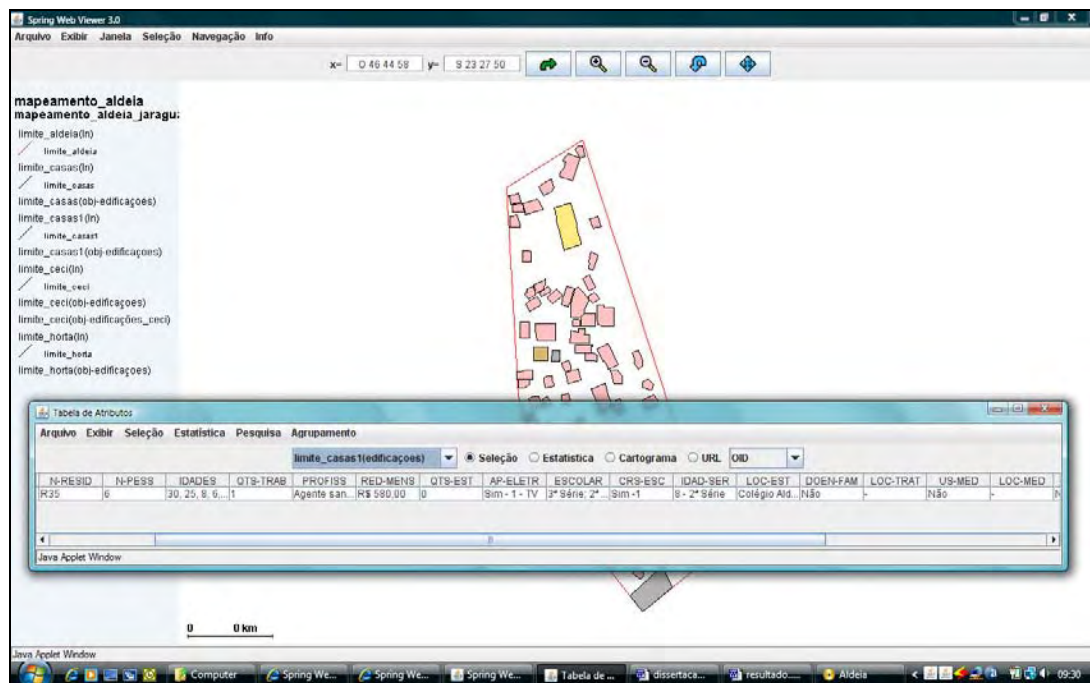 Spring Web Viewer 3.0
Arquivo Exibir Janela Seleção Navegação Info
x= O 46 44 58 y= S 23 27 50
mapeamento_aldeia
mapeamento_aldeia_jaragu
limite_aldeia(ln)
limite_aldeia
limite_casas(ln)
limite_casas
limite_casas(obj-edificaçoes)
limite_casas1(ln)
limite_casas1
limite_casas1(obj-edificaçoes)
limite_ceci(ln)
limite_ceci
limite_ceci(obj-edificaçoes)
limite_ceci(obj-edificações_ceci)
limite_horta(ln)
limite_horta
limite_horta(obj-edificaçoes)
Tabela de Atributos
Arquivo Exibir Seleção Estatística Pesquisa Agrupamento
limite_casas1(edificaçoes) Seleção Estatistica Cartograma URL OID
N-RESID N-PESS IDADES QTS-TRAB PROFISS RED-MENS QTS-EST AP-ELETR ESCOLAR CRS-ESC IDAD-SER LOC-EST DOEN-FAM LOC-TRAT US-MED LOC-MED
R35 6 30, 25, 8, 6,... 1 Agente san... R$ 580,00 0 Sim - 1 - TV 3ª Série; 2ª ... Sim -1 8 - 2ª Série Colégio Ald... Não - Não - N
Java Applet Window
0 0 km
Java Applet Window
Computer Spring We... Spring We... Spring We... Tabela de ... dissertaca... resultado.... Aldeia 09:30